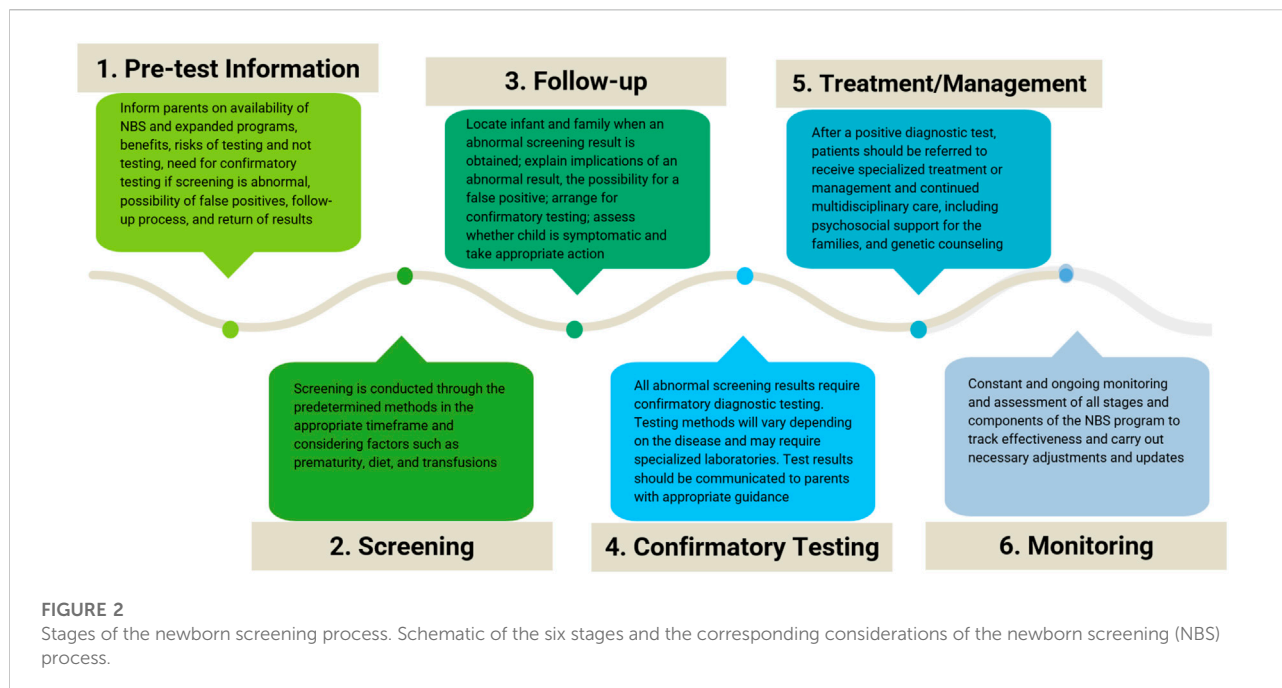 1. Pre-test Information
Inform parents on availability of
NBS and expanded programs,
benefits, risks of testing and not
testing, need for confirmatory
testing if screening is abnormal,
possibility of false positives, follow-
up process, and return of results
2. Screening
Screening is conducted through the
predetermined methods in the
appropriate timeframe and
considering factors such as
prematurity, diet, and transfusions
3. Follow-up
Locate infant and family when an
abnormal screening result is
obtained; explain implications of an
abnormal result, the possibility for a
false positive; arrange for
confirmatory testing; assess
whether child is symptomatic and
take appropriate action
4. Confirmatory Testing
All abnormal screening results require
confirmatory diagnostic testing.
Testing methods will vary depending
on the disease and may require
specialized laboratories. Test results
should be communicated to parents
with appropriate guidance
5. Treatment/Management
After a positive diagnostic test,
patients should be referred to
receive specialized treatment or
management and continued
multidisciplinary care, including
psychosocial support for the
families, and genetic counseling
6. Monitoring
Constant and ongoing monitoring
and assessment of all stages and
components of the NBS program to
track effectiveness and carry out
necessary adjustments and updates
FIGURE 2
Stages of the newborn screening process. Schematic of the six stages and the corresponding considerations of the newborn screening (NBS)
process.